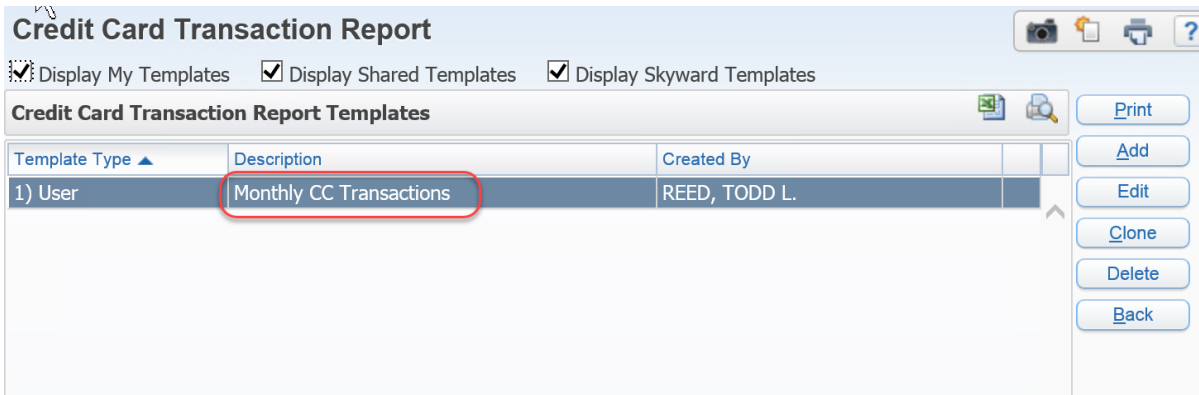 Credit Card Transaction Report
?
Display My Templates Display Shared Templates Display Skyward Templates
Credit Card Transaction Report Templates
Template Type Description Created By
1) User Monthly CC Transactions REED, TODD L.
Print
Add
Edit
Clone
Delete
Back